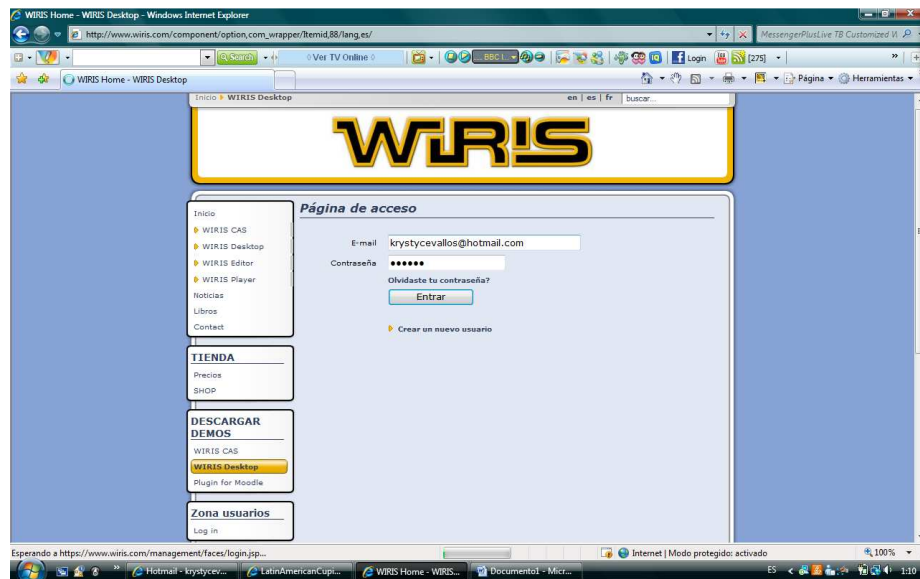 WIRIS Home - WIRIS Desktop - Windows Internet Explorer
http://www.wiris.com/component/option,com_wrapper/Itemid,88/lang,es/
MessengerPlusLive TB Customized
Search
Ver TV Online
BBC
Login
[275]
WIRIS Home - WIRIS Desktop
Página
Herramientas
Inicio WIRIS Desktop
en | es | fr
buscar...
WIRIS
Inicio
WIRIS CAS
WIRIS Desktop
WIRIS Editor
WIRIS Player
Noticias
Libros
Contact
TIENDA
Precios
SHOP
DESCARGAR
DEMOS
WIRIS CAS
WIRIS Desktop
Plugin for Moodle
Zona usuarios
Log in
Página de acceso
E-mail krystycevallos@hotmail.com
Contraseña ••••••
Olvidaste tu contraseña?
Entrar
Crear un nuevo usuario
Esperando a https://www.wiris.com/management/faces/login.jsp...
Internet | Modo protegido: activado
100%
Hotmail - krystycev...
LatinAmericanCupi...
WIRIS Home - WIRIS...
Documento1 - Micr...
ES
1:10